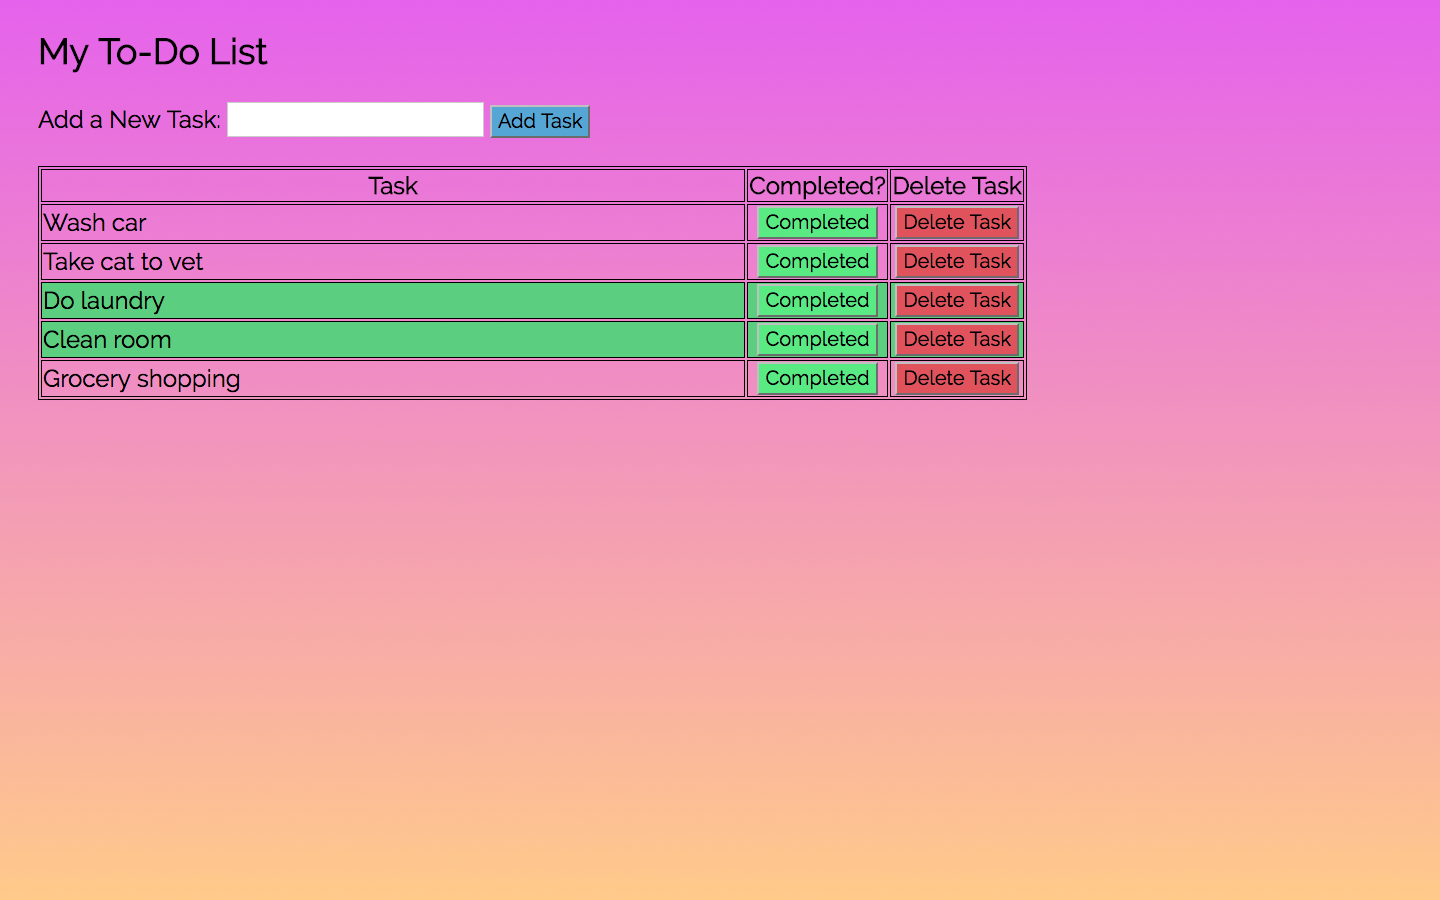 My To-Do List
Add a New Task: Add Task
Task Completed? Delete Task
Wash car Completed Delete Task
Take cat to vet Completed Delete Task
Do laundry Completed Delete Task
Clean room Completed Delete Task
Grocery shopping Completed Delete Task